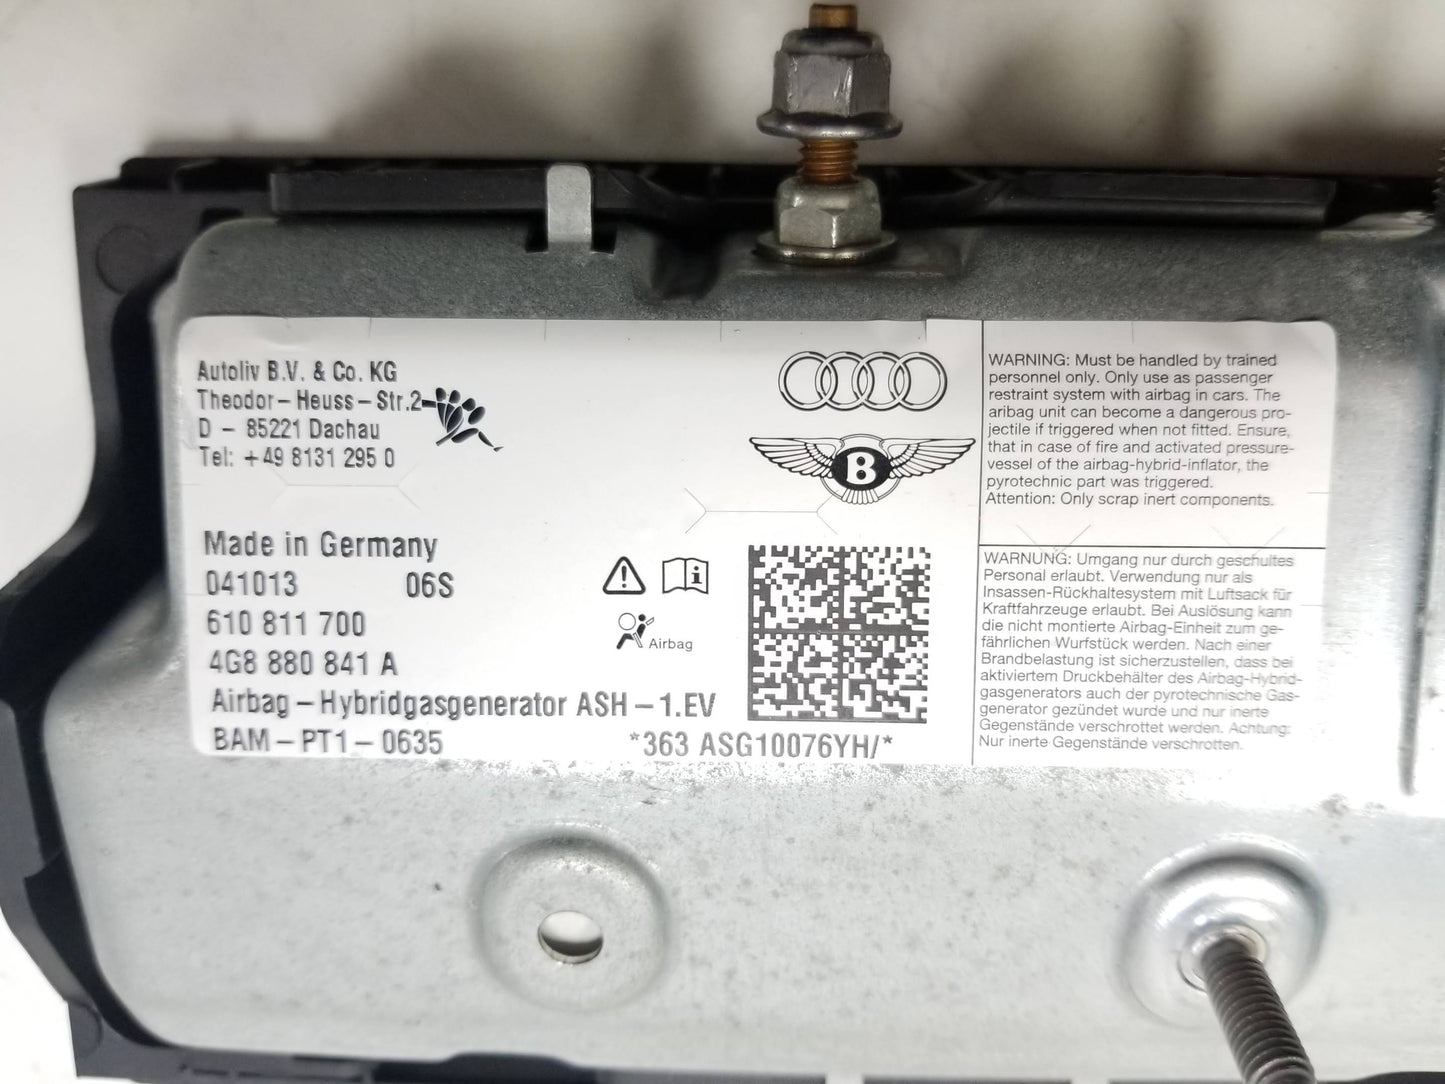 Autoliv B.V. & Co. KG
Theodor-Heuss-Str.2
D - 85221 Dachau
Tel: +49 8131 295 0
Made in Germany
041013 06S
610 811 700
4G8 880 841 A
Airbag-Hybridgasgenerator ASH-1.EV
BAM-PT1-0635
*363 ASG10076YH/*
Airbag
B
WARNING: Must be handled by trained
personnel only. Only use as passenger
restraint system with airbag in cars. The
aribag unit can become a dangerous pro-
jectile if triggered when not fitted. Ensure,
that in case of fire and activated pressure-
vessel of the airbag-hybrid-inflator, the
pyrotechnic part was triggered.
Attention: Only scrap inert components.
WARNUNG: Umgang nur durch geschultes
Personal erlaubt. Verwendung nur als
Insassen-Rückhaltesystem mit Luftsack für
Kraftfahrzeuge erlaubt. Bei Auslösung kann
die nicht montierte Airbag-Einheit zum ge-
fährlichen Wurfstück werden. Nach einer
Brandbelastung ist sicherzustellen, dass bei
aktiviertem Druckbehälter des Airbag-Hybrid-
gasgenerators auch der pyrotechnische Gas-
generator gezündet wurde und nur inerte
Gegenstände verschrottet werden. Achtung:
Nur inerte Gegenstände verschrotten.